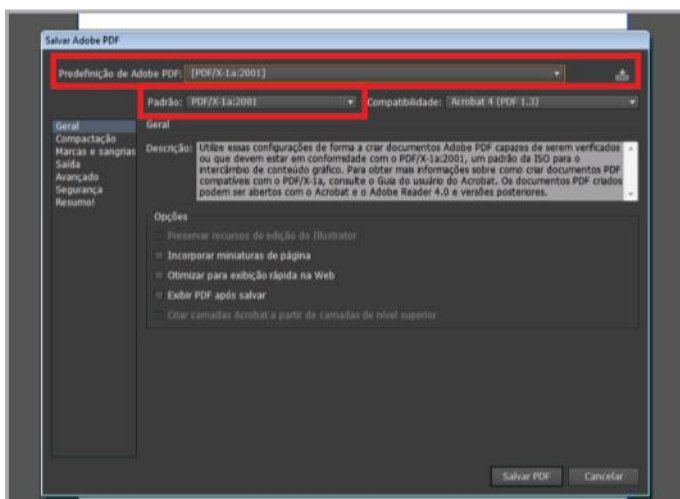 Salvar Adobe PDF
Predefinição de Adobe PDF: [PDF/X-1a:2001]
Padrão: PDF/X-1a:2001 Compatibilidade: Acrobat 4 (PDF 1.3)
Geral
Compactação
Marcas e sangrias
Saída
Avançado
Segurança
Resumo!
Geral
Descrição: Utilize essas configurações de forma a criar documentos Adobe PDF capazes de serem verificados
ou que devem estar em conformidade com o PDF/X-1a:2001, um padrão da ISO para o
intercâmbio de conteúdo gráfico. Para obter mais informações sobre como criar documentos PDF
compatíveis com o PDF/X-1a, consulte o Guia do usuário do Acrobat. Os documentos PDF criados
podem ser abertos com o Acrobat e o Adobe Reader 4.0 e versões posteriores.
Opções
Preservar recursos de edição do Illustrator
Incorporar miniaturas de página
Otimizar para exibição rápida na Web
Exibir PDF após salvar
Criar camadas Acrobat a partir de camadas de nível superior
Salvar PDF Cancelar